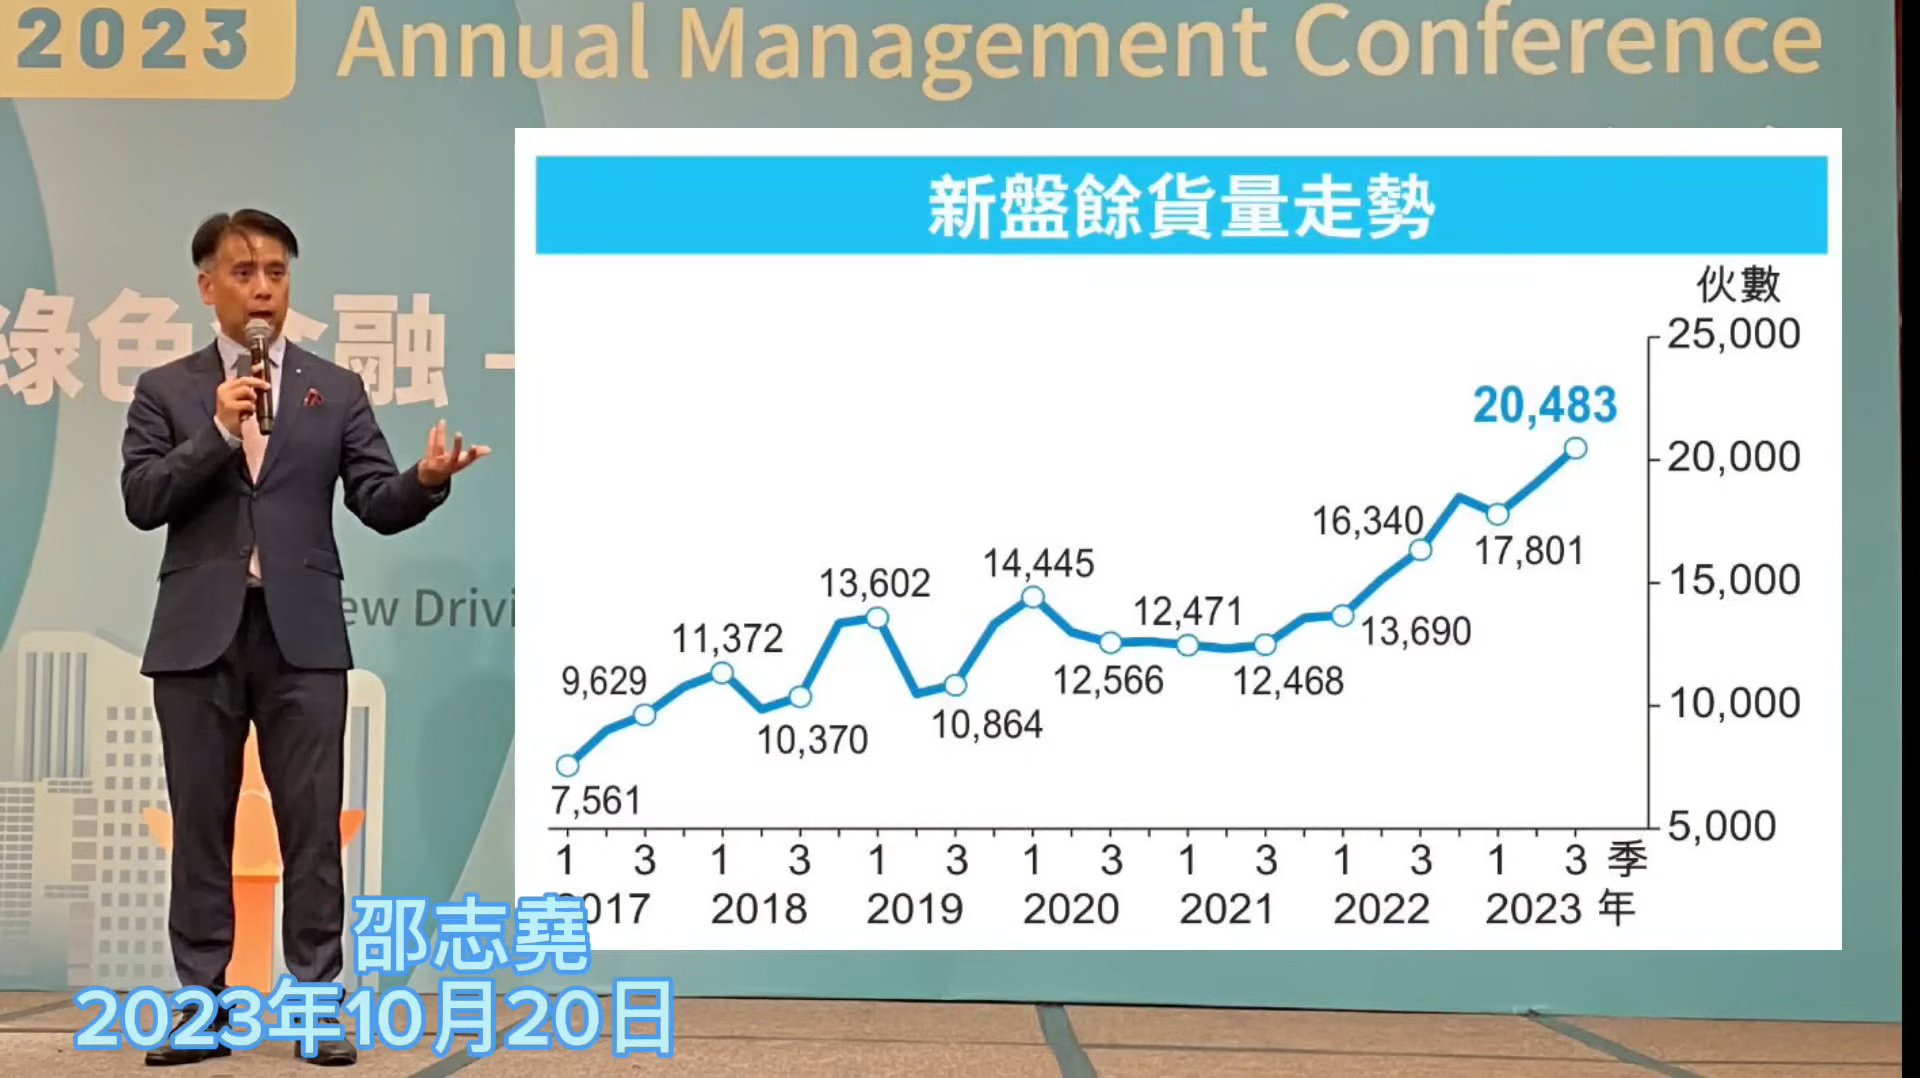 2023 Annual Management Conference
新盤餘貨量走勢
伙數
25,000
20,483
20,000
16,340
17,801
15,000
14,445
13,602
12,471
13,690
11,372
9,629
12,566
12,468
10,000
10,864
10,370
7,561
5,000
1 3 1 3 1 3 1 3 1 3 1 3 1 3 季
2018 2019 2020 2021 2022 2023 年
綠色金融
邵志堯
2023年10月20日